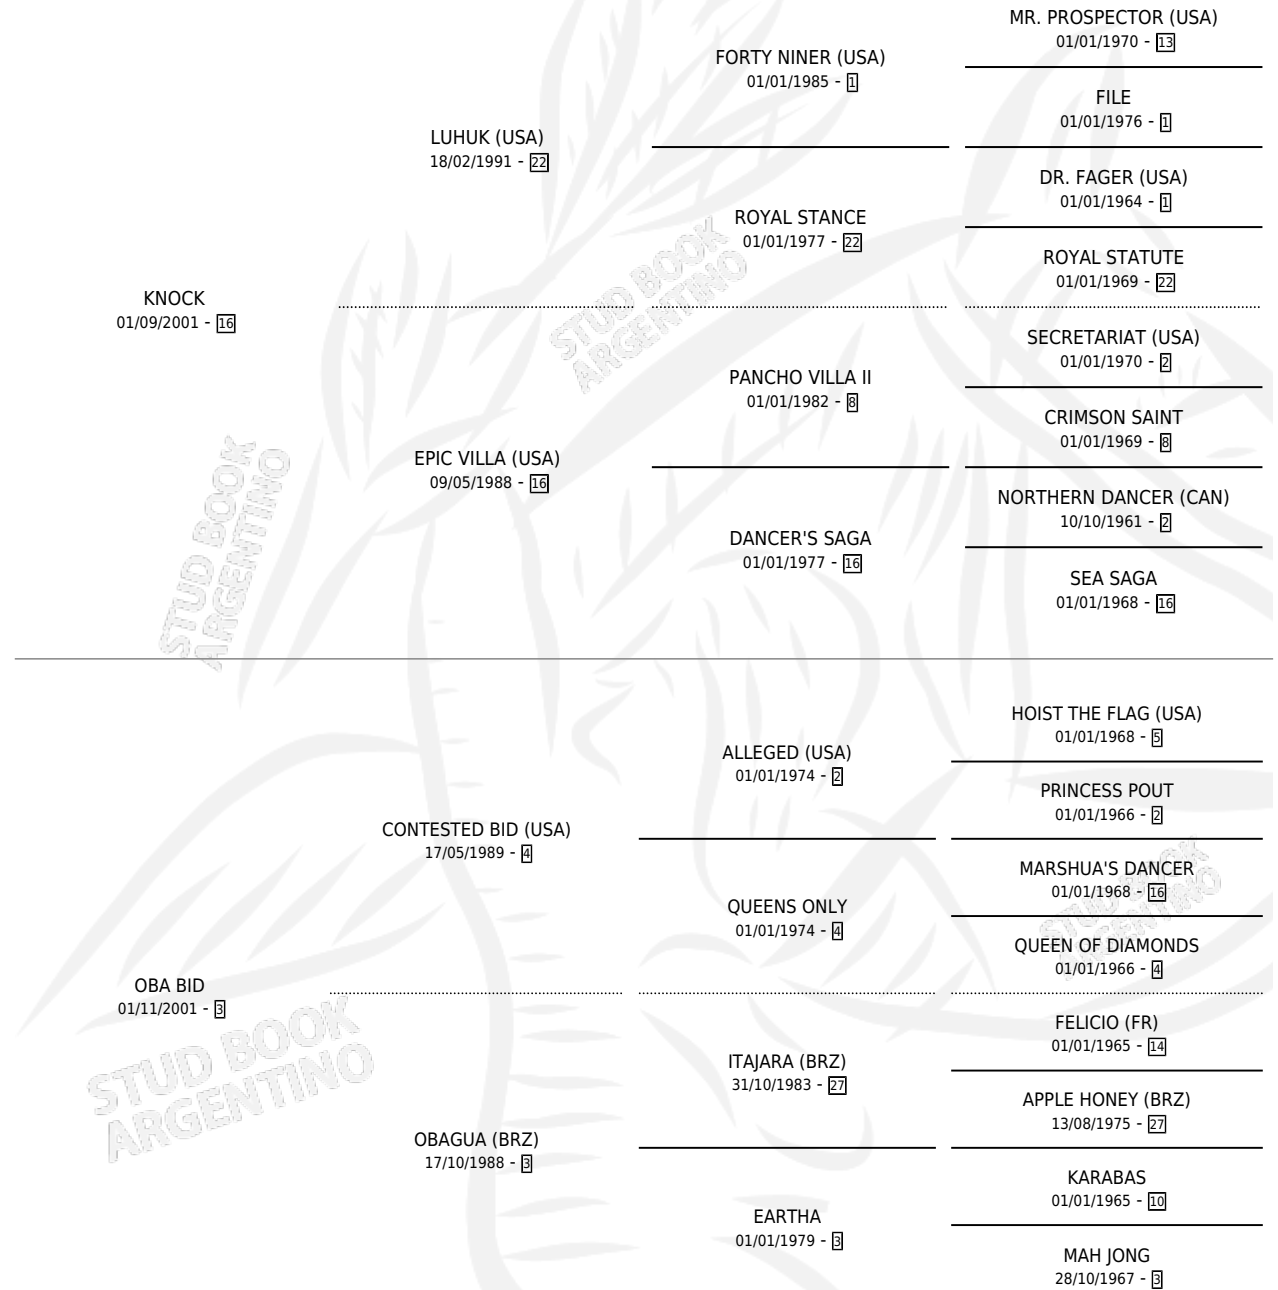 MR. PROSPECTOR (USA)
01/01/1970 - 13
FORTY NINER (USA)
01/01/1985 - 1
FILE
01/01/1976 - 1
LUHUK (USA)
18/02/1991 - 22
DR. FAGER (USA)
01/01/1964 - 1
ROYAL STANCE
01/01/1977 - 22
ROYAL STATUTE
01/01/1969 - 22
KNOCK
01/09/2001 - 16
STUD BOOK
ARGENTINO
SECRETARIAT (USA)
01/01/1970 - 2
PANCHO VILLA II
01/01/1982 - 8
CRIMSON SAINT
01/01/1969 - 8
EPIC VILLA (USA)
09/05/1988 - 16
NORTHERN DANCER (CAN)
10/10/1961 - 2
DANCER'S SAGA
01/01/1977 - 16
SEA SAGA
01/01/1968 - 16
STUD BOOK
ARGENTINO
HOIST THE FLAG (USA)
01/01/1968 - 5
ALLEGED (USA)
01/01/1974 - 2
PRINCESS POUT
01/01/1966 - 2
CONTESTED BID (USA)
17/05/1989 - 4
MARSHUA'S DANCER
01/01/1968 - 16
QUEENS ONLY
01/01/1974 - 4
QUEEN OF DIAMONDS
01/01/1966 - 4
STUD BOOK
ARGENTINO
OBA BID
01/11/2001 - 3
FELICIO (FR)
01/01/1965 - 14
ITAJARA (BRZ)
31/10/1983 - 27
APPLE HONEY (BRZ)
13/08/1975 - 27
STUD BOOK
ARGENTINO
OBAGUA (BRZ)
17/10/1988 - 3
KARABAS
01/01/1965 - 10
EARTHA
01/01/1979 - 3
MAH JONG
28/10/1967 - 3